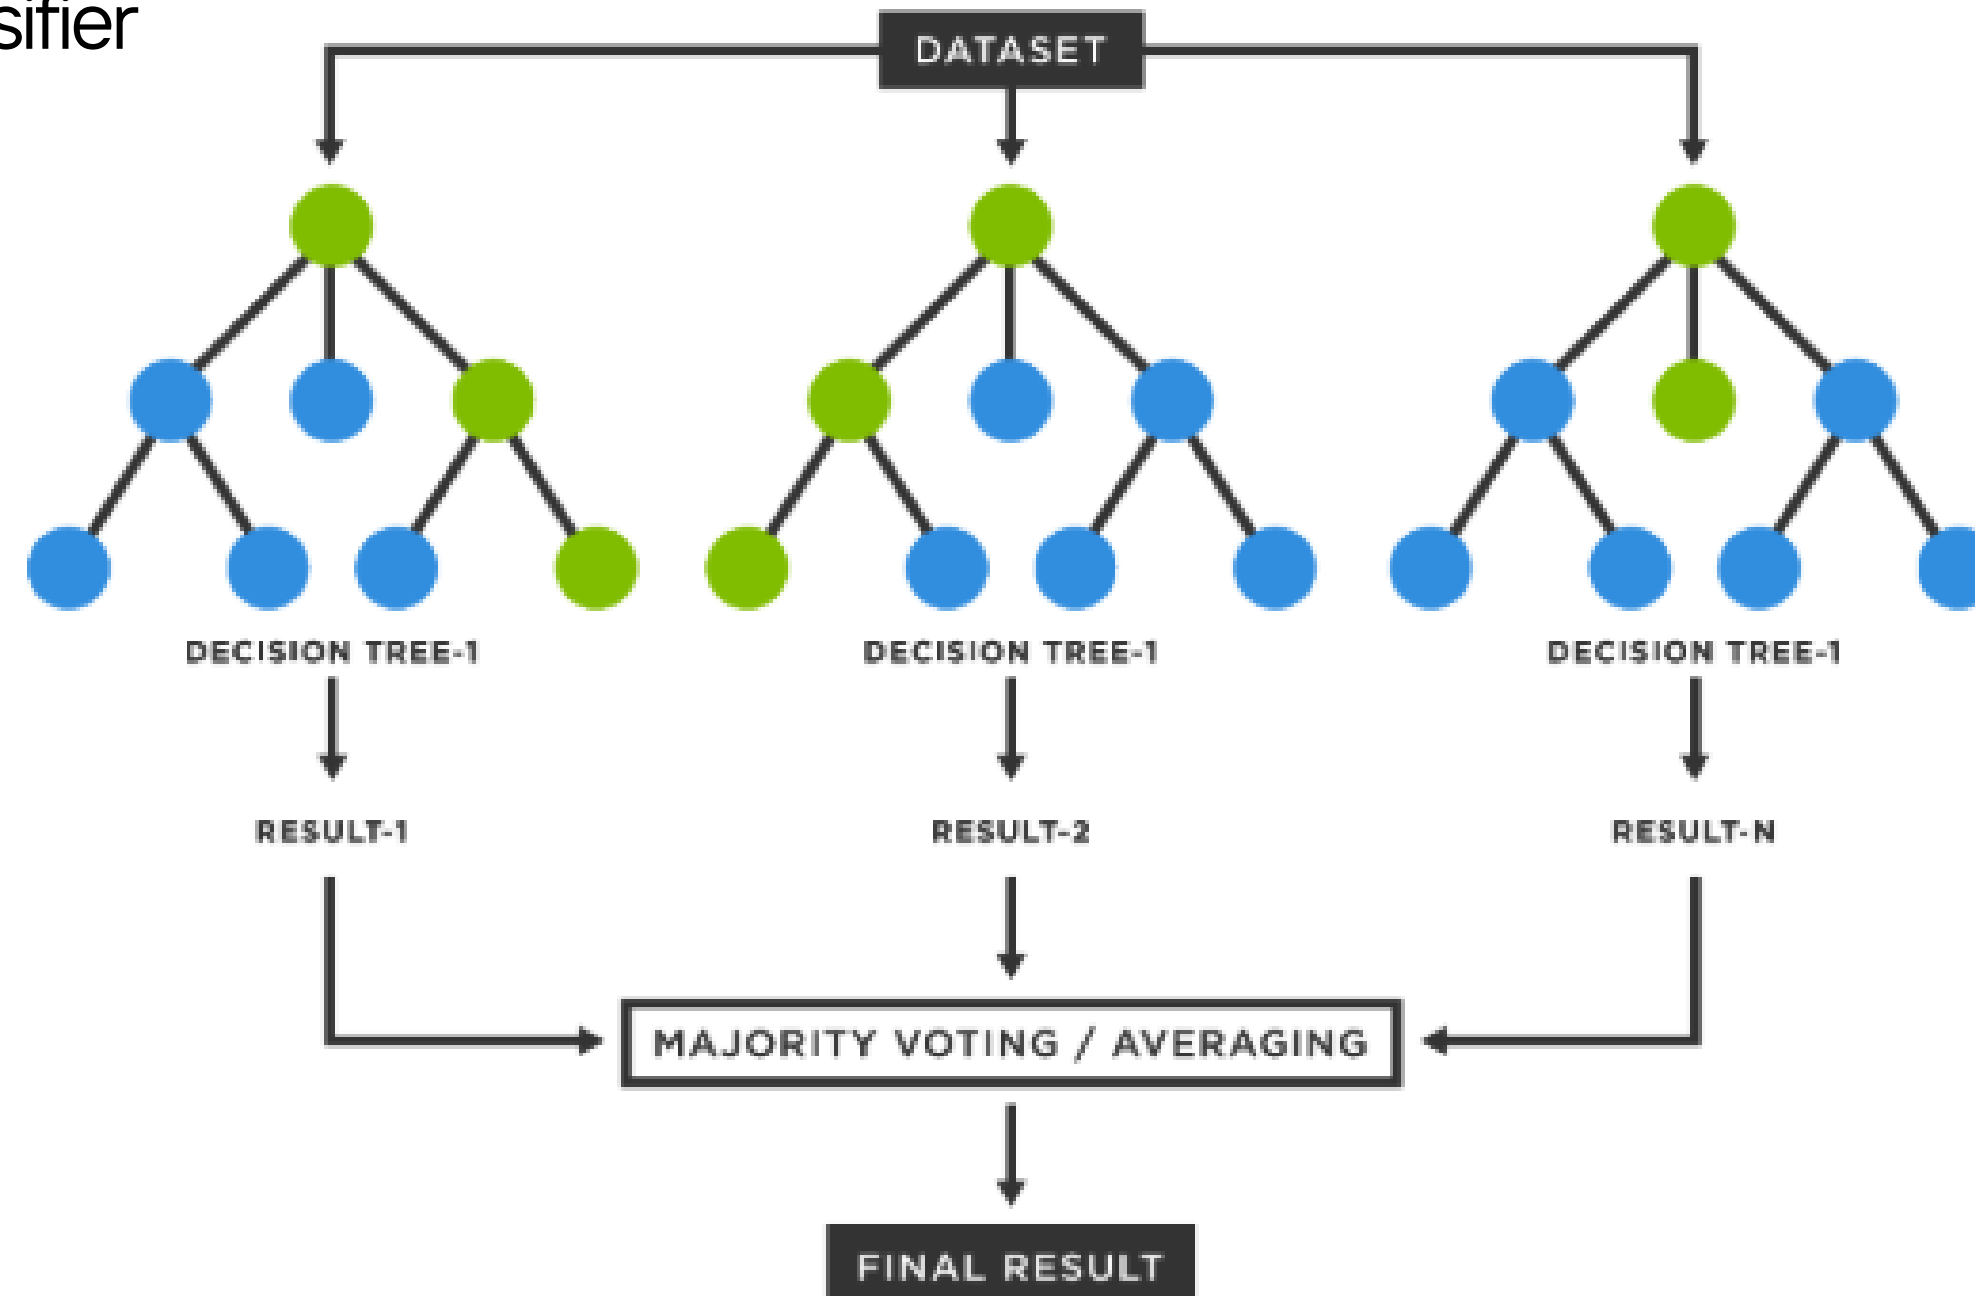 sifier
DATASET
DECISION TREE-1
DECISION TREE-1
DECISION TREE-1
RESULT-1
RESULT-2
RESULT-N
MAJORITY VOTING / AVERAGING
FINAL RESULT